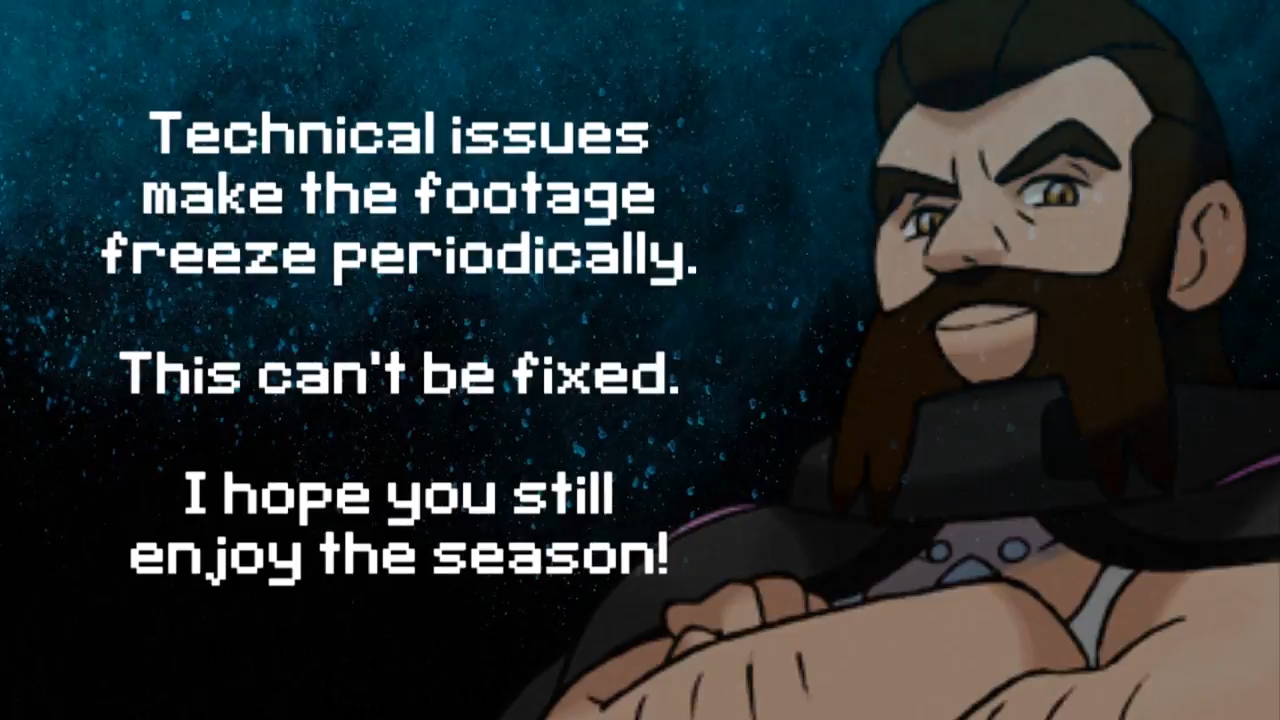 Technical issues
make the footage
freeze periodically.
This can't be fixed.
I hope you still
enjoy the season!